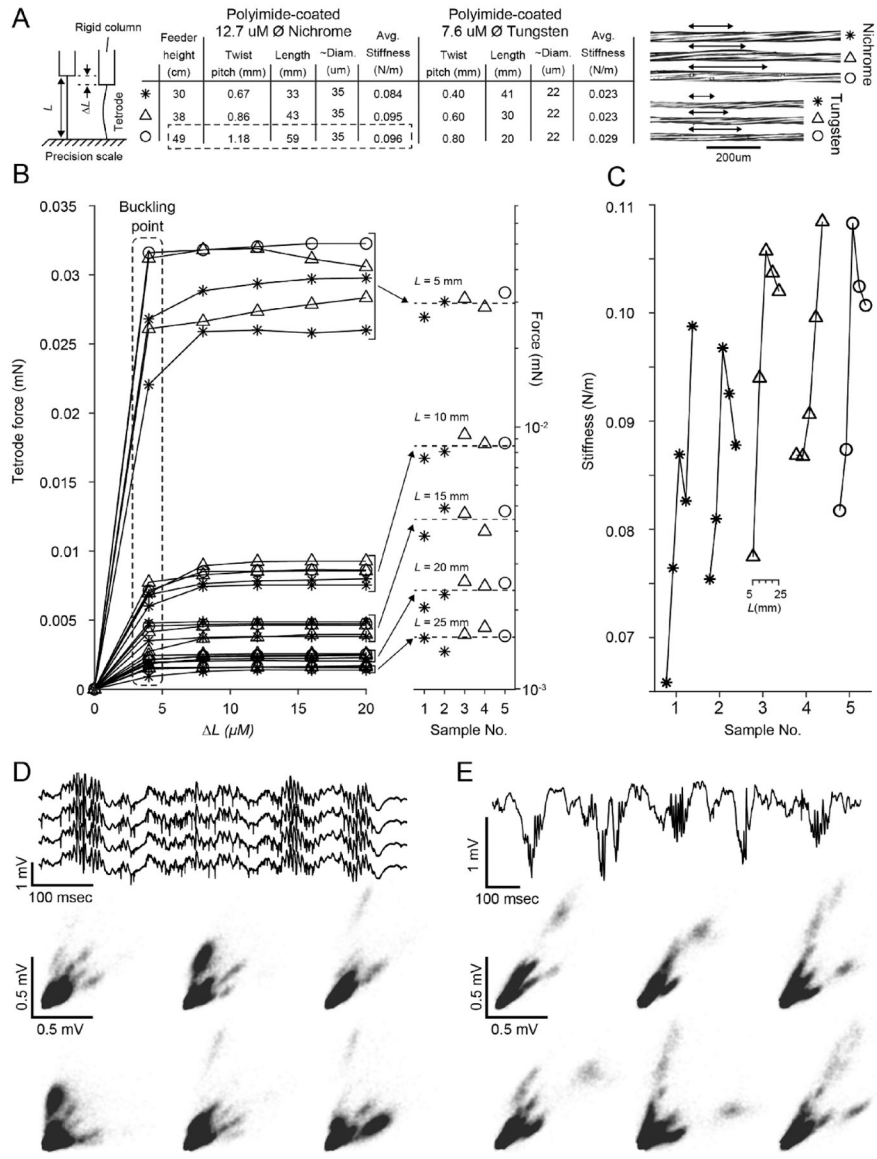 A
Rigid column
L
ΔL
Tetrode
Precision scale
Polyimide-coated
12.7 uM Ø Nichrome
Polyimide-coated
7.6 uM Ø Tungsten
Feeder height (cm) Twist pitch (mm) Length (mm) ~Diam. (um) Avg. Stiffness (N/m) Twist pitch (mm) Length (mm) ~Diam. (um) Avg. Stiffness (N/m)
30 0.67 33 35 0.084 0.40 41 22 0.023
38 0.86 43 35 0.095 0.60 30 22 0.023
49 1.18 59 35 0.096 0.80 20 22 0.029
Nichrome
Tungsten
200um
B
Buckling
point
Tetrode force (mN)
0.035
0.03
0.025
0.02
0.015
0.01
0.005
0
0 5 10 15 20
ΔL (µM)
L = 5 mm
L = 10 mm
L = 15 mm
L = 20 mm
L = 25 mm
Force (mN)
10-2
10-3
1 2 3 4 5
Sample No.
C
Stiffness (N/m)
0.11
0.10
0.09
0.08
0.07
5 25
L(mm)
1 2 3 4 5
Sample No.
D
1 mV
100 msec
0.5 mV
0.5 mV
E
1 mV
100 msec
0.5 mV
0.5 mV